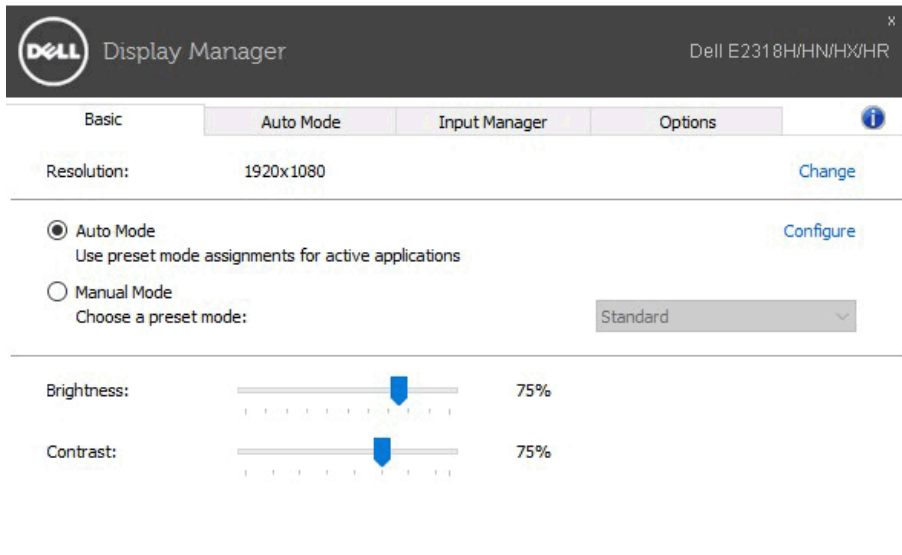 DELL Display Manager
x
Dell E2318H/HN/HX/HR
Basic Auto Mode Input Manager Options i
Resolution: 1920x1080 Change
Auto Mode Configure
Use preset mode assignments for active applications
Manual Mode
Choose a preset mode: Standard
Brightness: 75%
Contrast: 75%